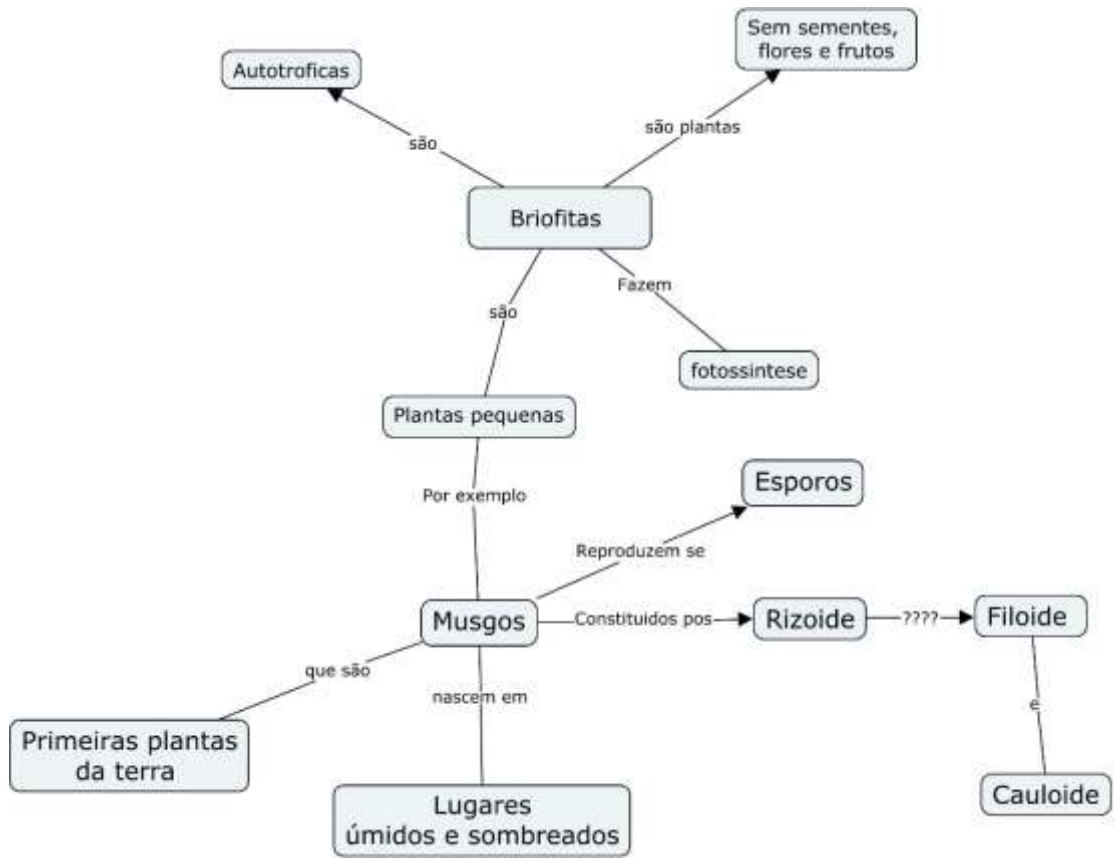 Sem sementes,
flores e frutos
Autotroficas
são plantas
são
Briofitas
Fazem
são
fotossintese
Plantas pequenas
Esporos
Por exemplo
Reproduzem se
Musgos
Constituidos pos
Rizoide
????
Filoide
que são
nascem em
e
Primeiras plantas
da terra
Cauloide
Lugares
úmidos e sombreados